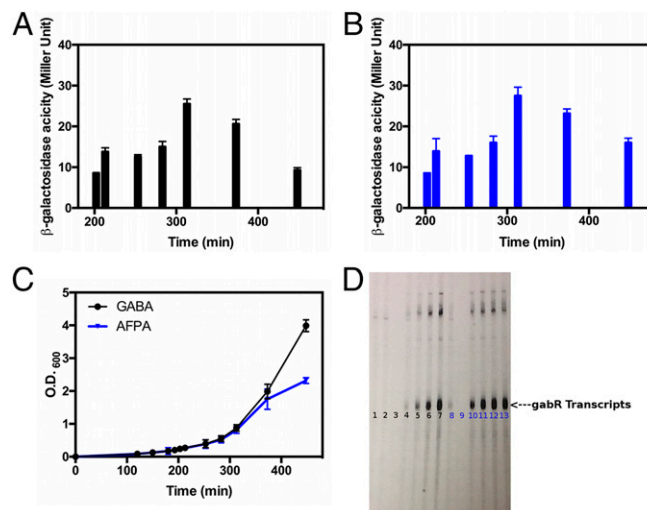 A
β-galactosidase acicity (Miller Unit)
40
30
20
10
0
200
300
400
Time (min)
B
β-galactosidase acicity (Miller Unit)
40
30
20
10
0
200
300
400
Time (min)
C
GABA
AFPA
O.D. 600
5
4
3
2
1
0
0
100
200
300
400
Time (min)
D
gabR Transcripts
1 2 3 4 5 6 7 8 9 10 11 12 13